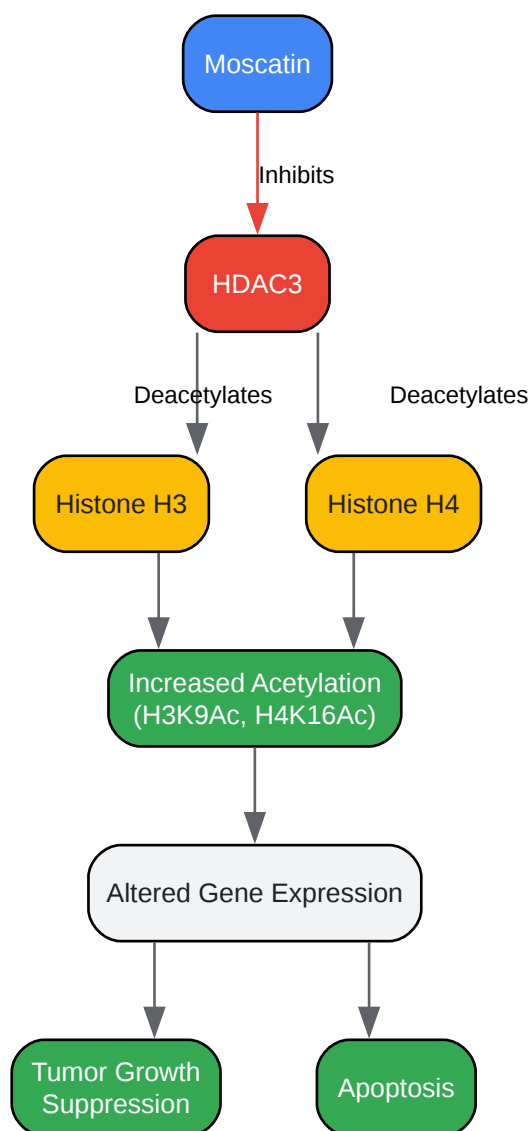 Moscatin
Inhibits
HDAC3
Deacetylates
Deacetylates
Histone H3
Histone H4
Increased Acetylation
(H3K9Ac, H4K16Ac)
Altered Gene Expression
Tumor Growth
Suppression
Apoptosis